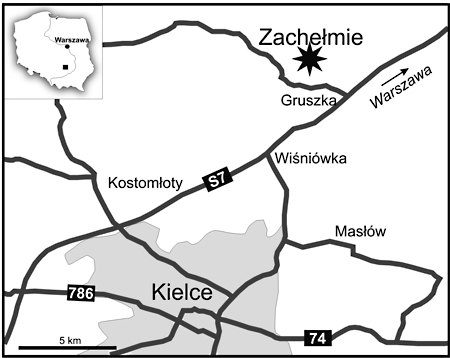 Warszawa
Zachełmie
Gruszka
Warszawa
Wiśniówka
Kostomłoty
S7
Masłów
Kielce
786
74
5 km